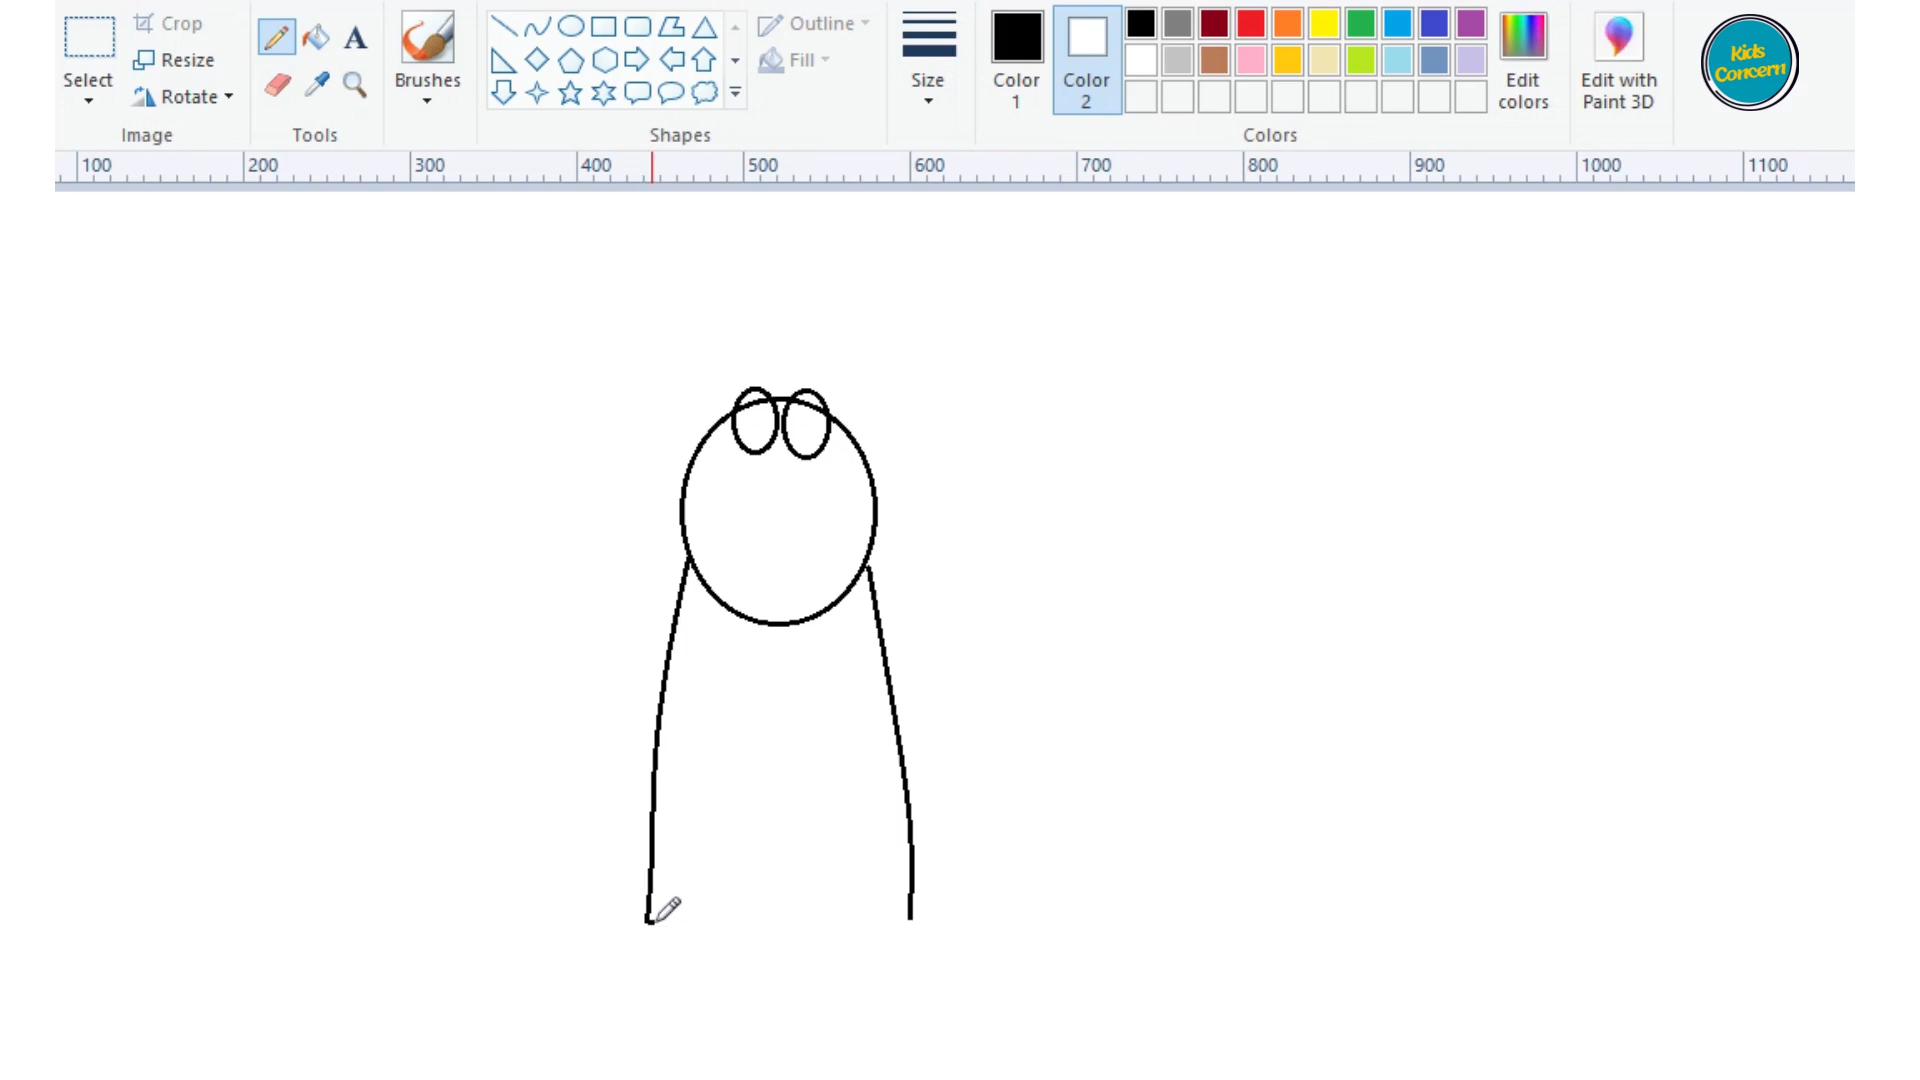 Select
Crop
Resize
Rotate
Image
A
Tools
Brushes
Shapes
Outline
Fill
Size
Color
1
Color
2
Colors
Edit
colors
Edit with
Paint 3D
Kids
Concern
100 200 300 400 500 600 700 800 900 1000 1100